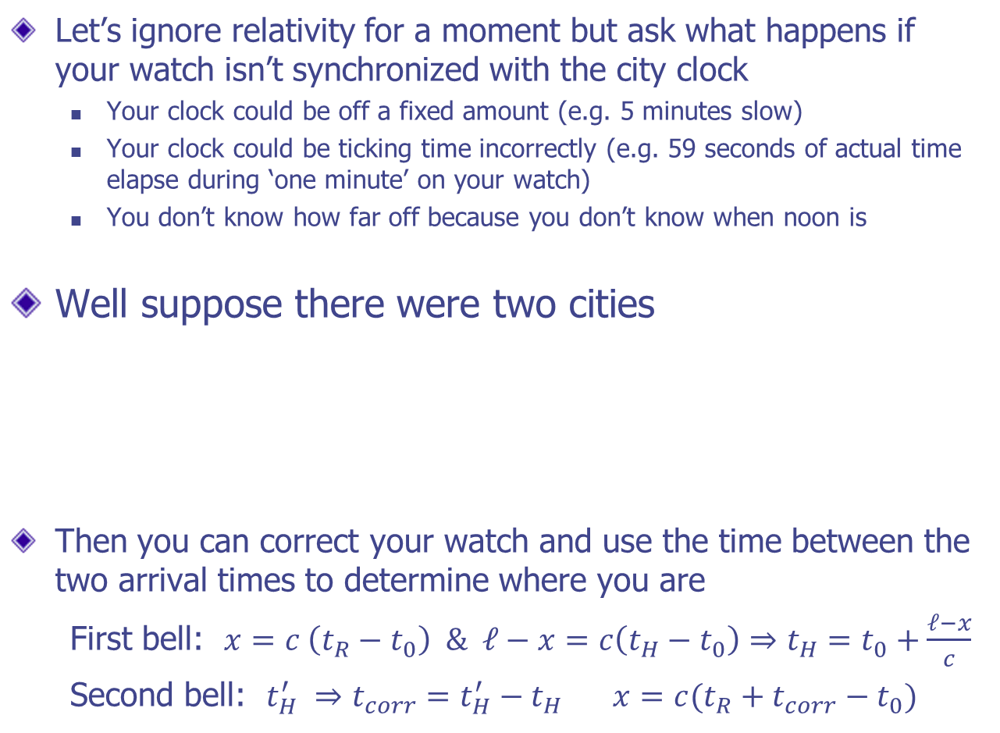 Let’s ignore relativity for a moment but ask what happens if
your watch isn’t synchronized with the city clock
▪ Your clock could be off a fixed amount (e.g. 5 minutes slow)
▪ Your clock could be ticking time incorrectly (e.g. 59 seconds of actual time
elapse during ‘one minute’ on your watch)
▪ You don’t know how far off because you don’t know when noon is
Well suppose there were two cities
Then you can correct your watch and use the time between the
two arrival times to determine where you are
First bell: $x = c\,(t_R - t_0)$ & $\ell - x = c(t_H - t_0) \Rightarrow t_H = t_0 + \frac{\ell - x}{c}$
Second bell: $t'_H \Rightarrow t_{corr} = t'_H - t_H$ $x = c(t_R + t_{corr} - t_0)$